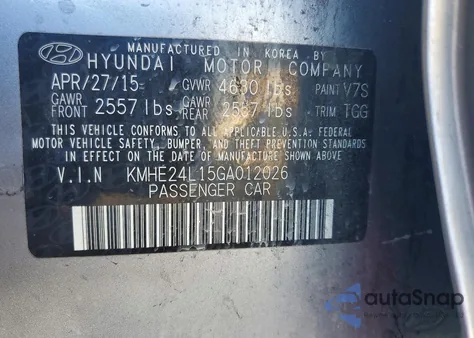 MANUFACTURED IN KOREA BY
HYUNDAI MOTOR COMPANY
APR/27/15 GVWR 4630 lbs PAINT V7S
GAWR FRONT 2557 lbs GAWR REAR 2557 lbs TRIM TGG
THIS VEHICLE CONFORMS TO ALL APPLICABLE U.S.A FEDERAL
MOTOR VEHICLE SAFETY, BUMPER, AND THEFT PREVENTION
STANDARDS IN EFFECT ON THE DATE OF MANUFACTURE SHOWN ABOVE.
V.I.N KMHE24L15GA012026
PASSENGER CAR
autoSnap